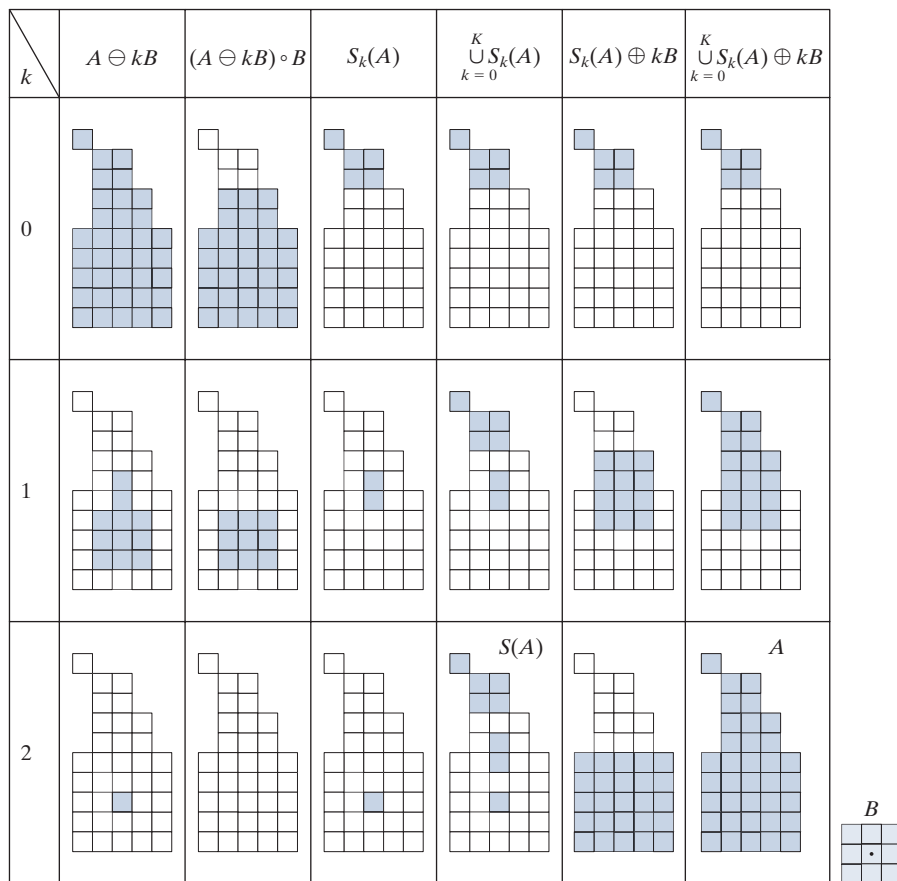 k
A ⊖ kB
(A ⊖ kB) ∘ B
S_k(A)
K ∪ k = 0 S_k(A)
S_k(A) ⊕ kB
K ∪ k = 0 S_k(A) ⊕ kB
0
1
2
S(A)
A
B